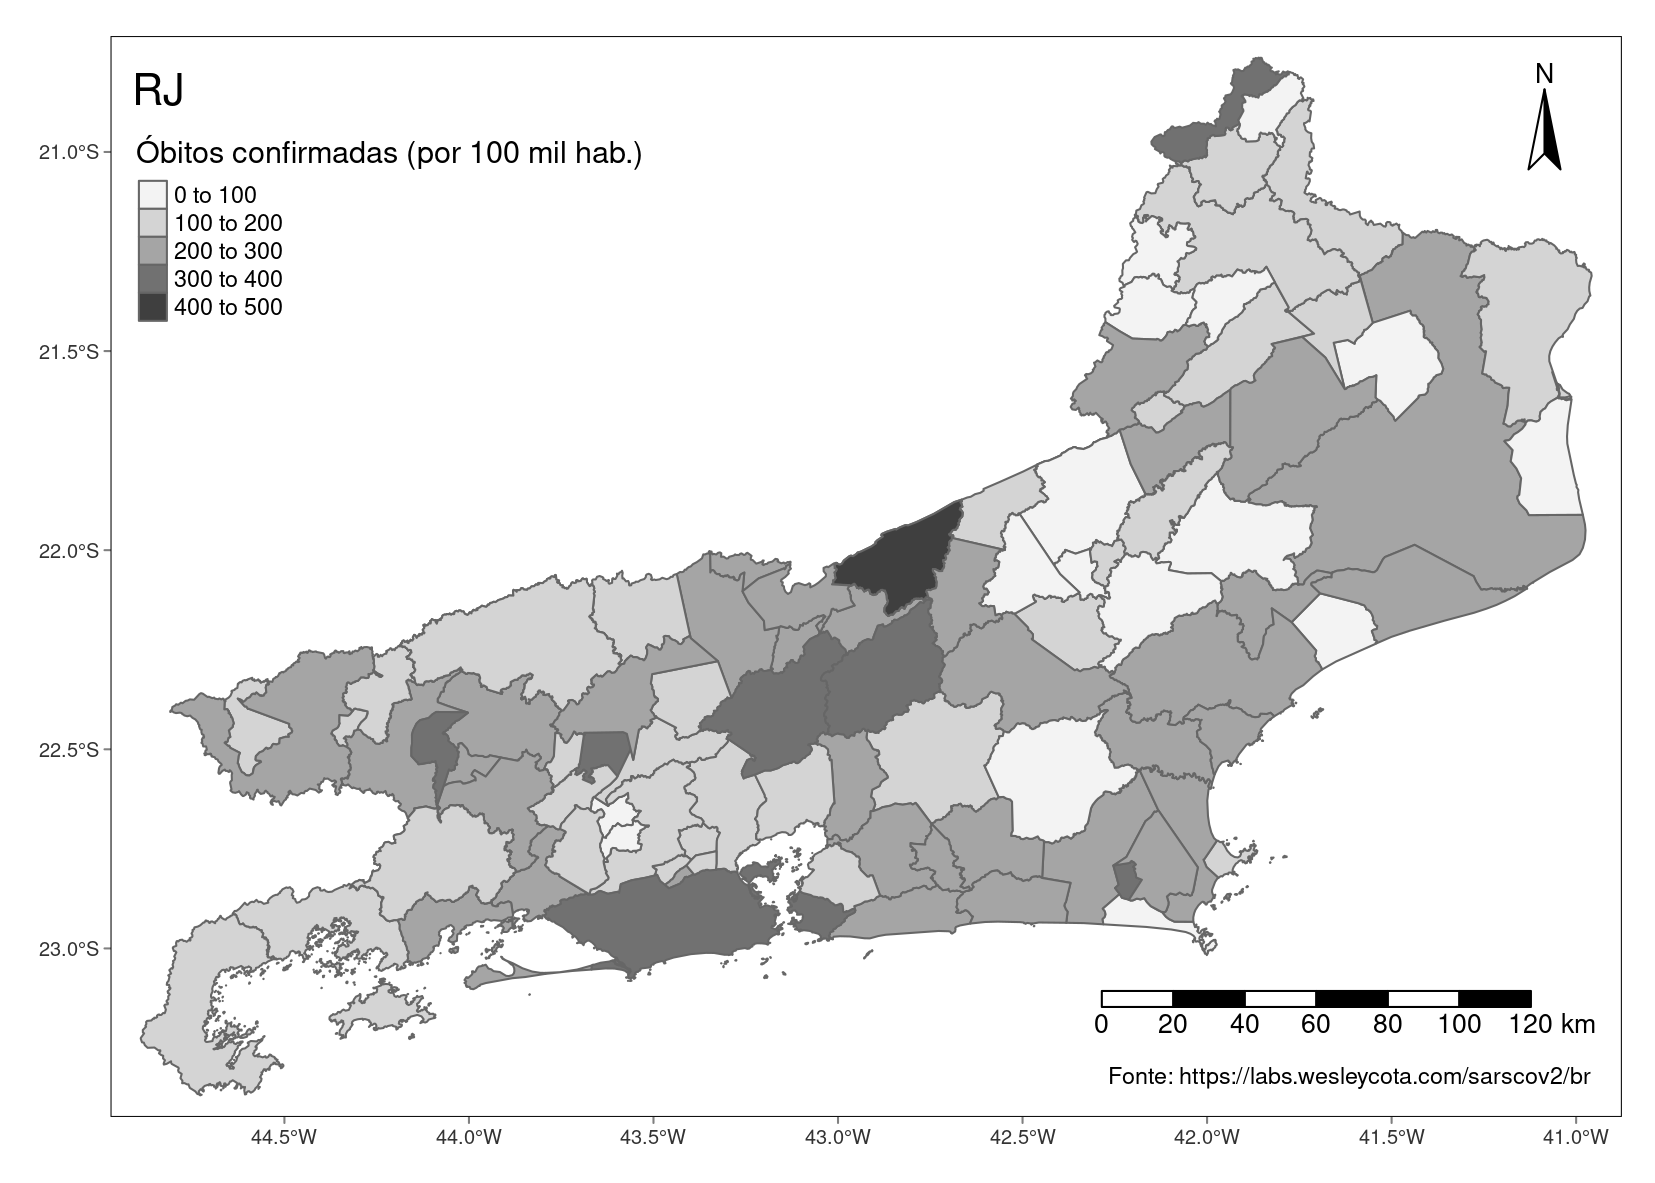 RJ
Óbitos confirmadas (por 100 mil hab.)
0 to 100
100 to 200
200 to 300
300 to 400
400 to 500
N
21.0°S
21.5°S
22.0°S
22.5°S
23.0°S
0 20 40 60 80 100 120 km
Fonte: https://labs.wesleycota.com/sarscov2/br
44.5°W 44.0°W 43.5°W 43.0°W 42.5°W 42.0°W 41.5°W 41.0°W